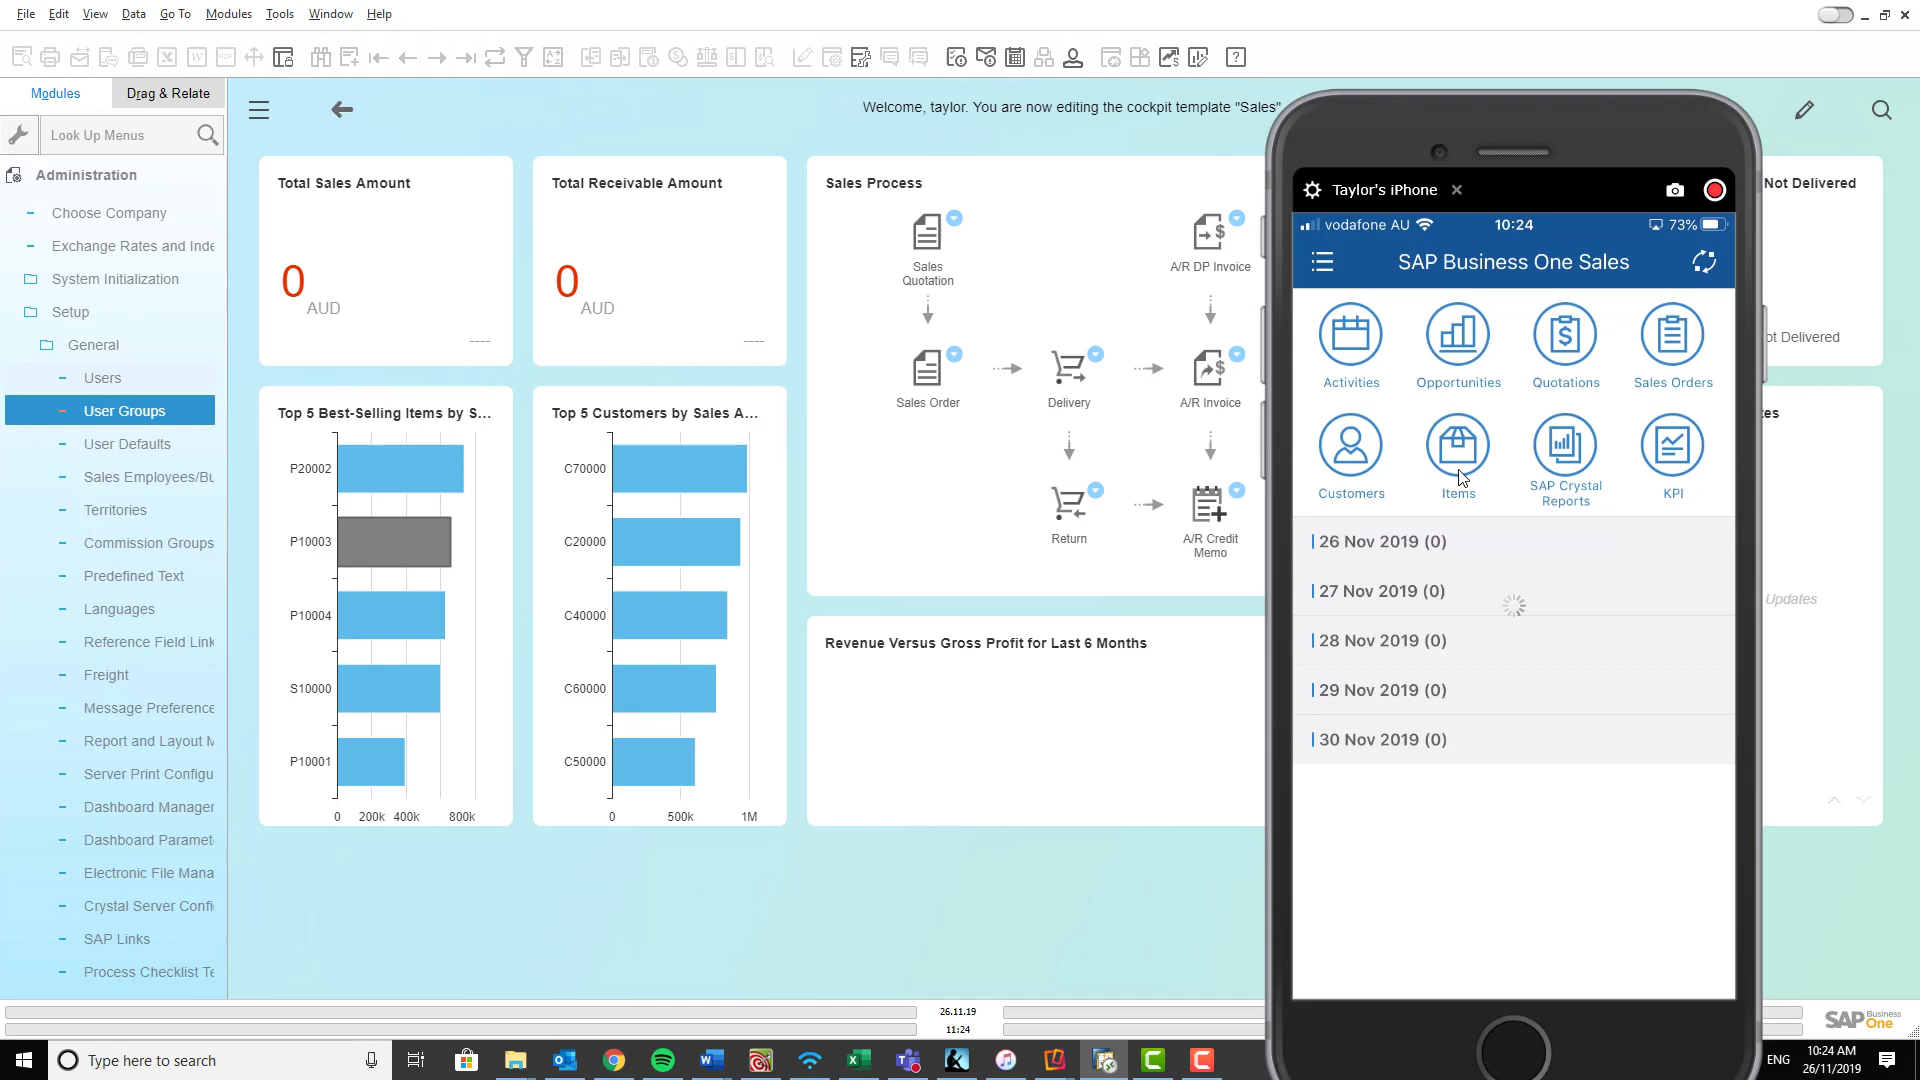 File Edit View Data Go To Modules Tools Window Help
Modules
Drag & Relate
Look Up Menus
Administration
Choose Company
Exchange Rates and Inde
System Initialization
Setup
General
Users
User Groups
User Defaults
Sales Employees/Bu
Territories
Commission Groups
Predefined Text
Languages
Reference Field Link
Freight
Message Preference
Report and Layout M
Server Print Configu
Dashboard Manager
Dashboard Paramet
Electronic File Mana
Crystal Server Confi
SAP Links
Process Checklist Te
Welcome, taylor. You are now editing the cockpit template "Sales"
Total Sales Amount
0
AUD
----
Total Receivable Amount
0
AUD
----
Top 5 Best-Selling Items by S...
P20002
P10003
P10004
S10000
P10001
0 200k 400k 800k
Top 5 Customers by Sales A...
C70000
C20000
C40000
C60000
C50000
0 500k 1M
Sales Process
Sales
Quotation
A/R DP Invoice
Sales Order
Delivery
A/R Invoice
Return
A/R Credit
Memo
Revenue Versus Gross Profit for Last 6 Months
Not Delivered
ot Delivered
es
Updates
Taylor's iPhone
vodafone AU
10:24
73%
SAP Business One Sales
Activities
Opportunities
Quotations
Sales Orders
Customers
Items
SAP Crystal
Reports
KPI
26 Nov 2019 (0)
27 Nov 2019 (0)
28 Nov 2019 (0)
29 Nov 2019 (0)
30 Nov 2019 (0)
26.11.19
11:24
SAP Business
One
Type here to search
ENG
10:24 AM
26/11/2019